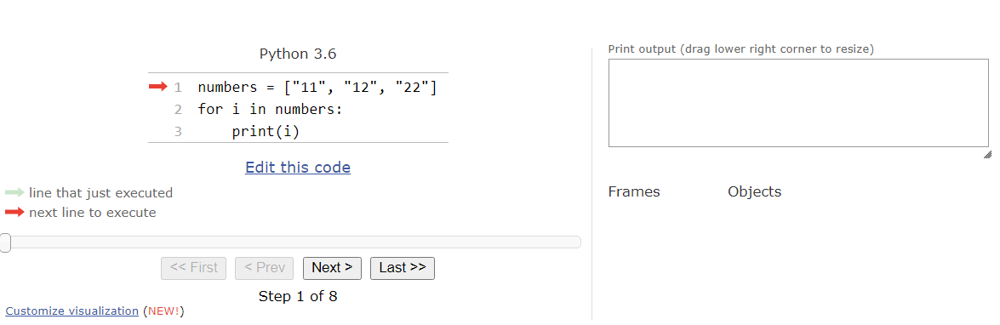 Python 3.6
1 numbers = ["11", "12", "22"]
2 for i in numbers:
3     print(i)
Edit this code
line that just executed
next line to execute
<< First < Prev Next > Last >>
Step 1 of 8
Customize visualization (NEW!)
Print output (drag lower right corner to resize)
Frames Objects